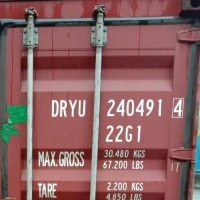 DRYU 240491 4
22G1
MAX.GROSS 30.480 KGS
67.200 LBS
TARE 2.200 KGS
4.850 LBS